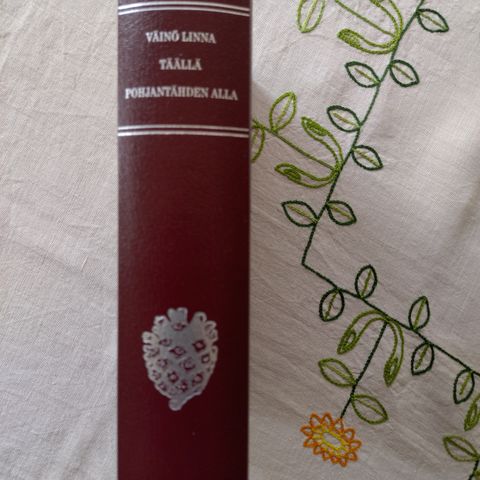 VÄINÖ LINNA
TÄÄLLÄ
POHJANTÄHDEN ALLA